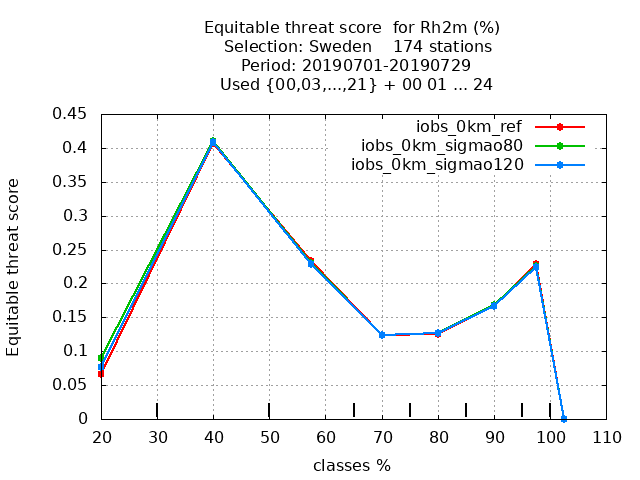 Equitable threat score  for Rh2m (%)
Selection: Sweden    174 stations
Period: 20190701-20190729
Used {00,03,...,21} + 00 01 ... 24
iobs_0km_ref
iobs_0km_sigmao80
iobs_0km_sigmao120
Equitable threat score
0.45
0.4
0.35
0.3
0.25
0.2
0.15
0.1
0.05
0
20 30 40 50 60 70 80 90 100 110
classes %